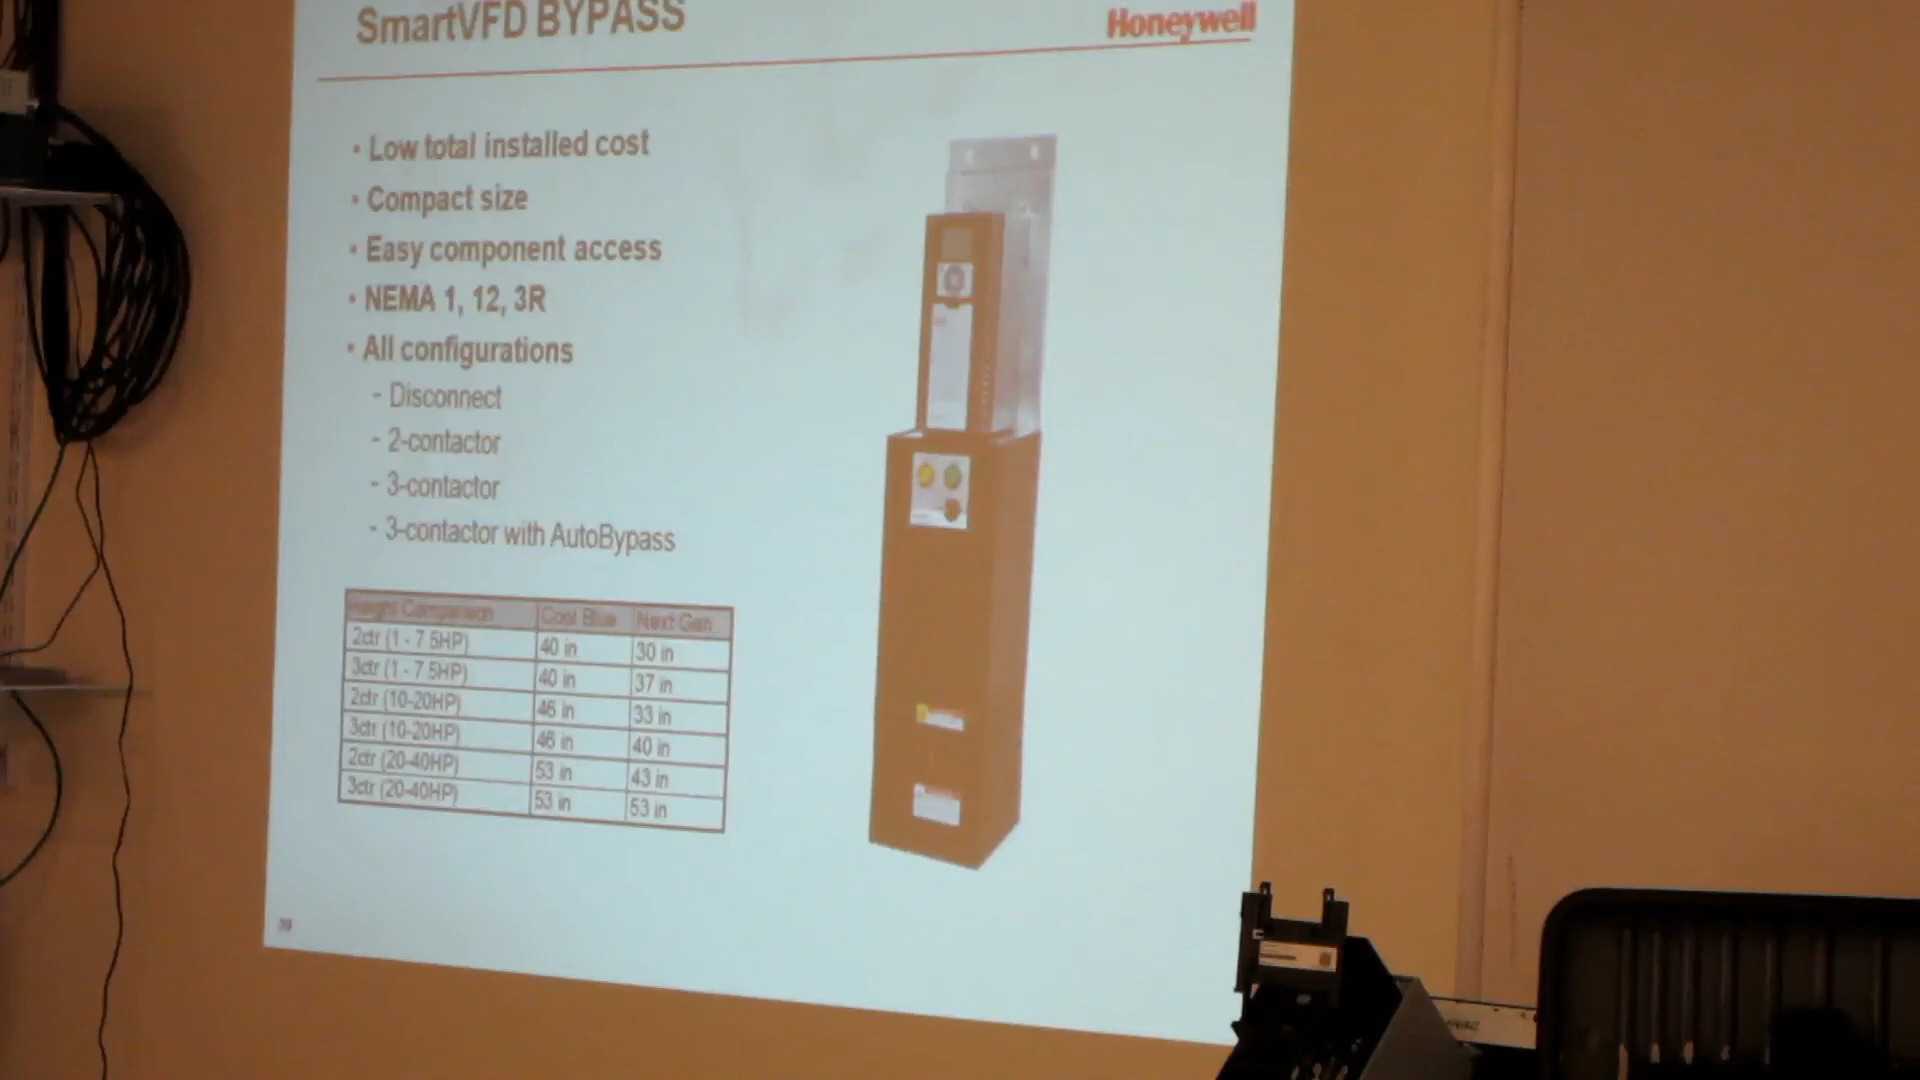 SmartVFD BYPASS
Honeywell
• Low total installed cost
• Compact size
• Easy component access
• NEMA 1, 12, 3R
• All configurations
- Disconnect
- 2-contactor
- 3-contactor
- 3-contactor with AutoBypass
Height Comparison Cool Blue Next Gen
2ctr (1 - 7.5HP) 40 in 30 in
3ctr (1 - 7.5HP) 40 in 37 in
2ctr (10-20HP) 46 in 33 in
3ctr (10-20HP) 46 in 40 in
2ctr (20-40HP) 53 in 43 in
3ctr (20-40HP) 53 in 53 in